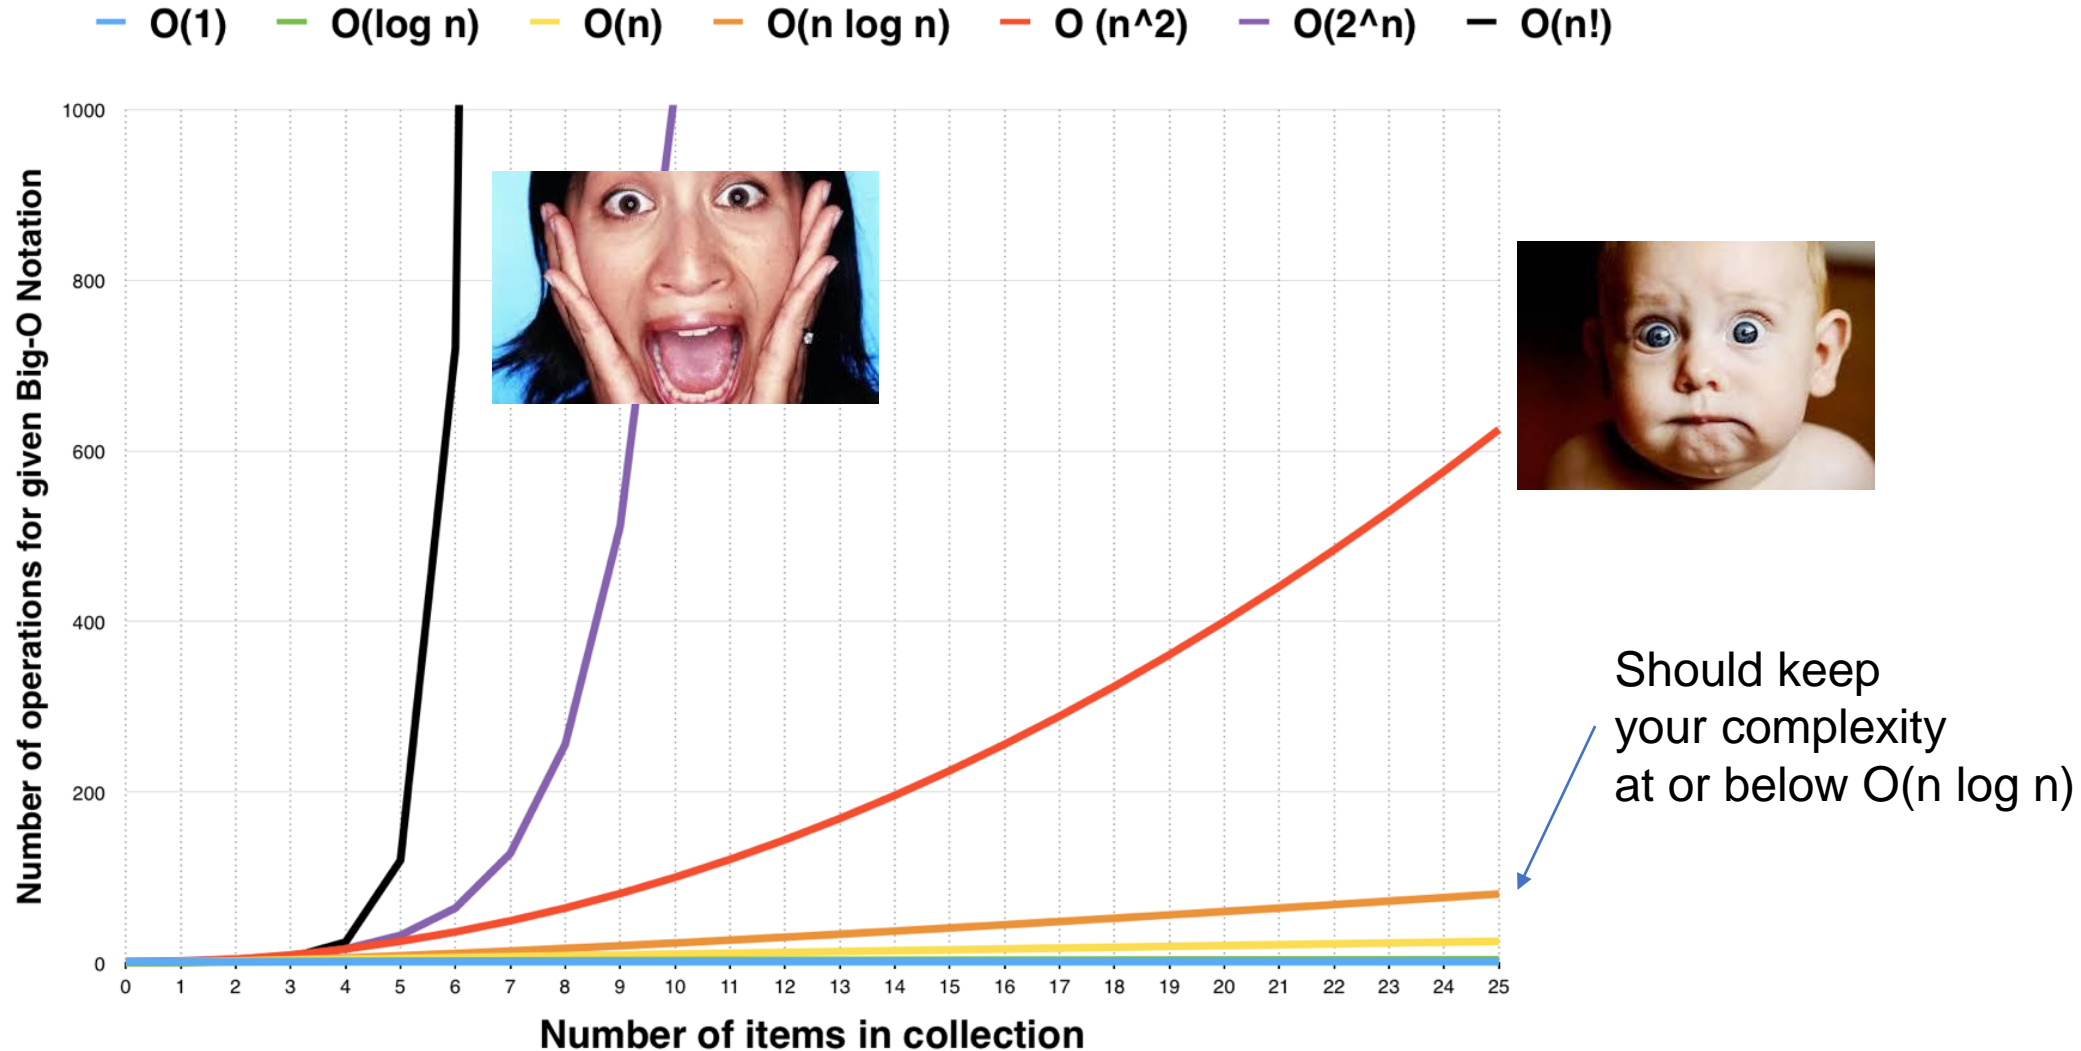 O(1) O(log n) O(n) O(n log n) O (n^2) O(2^n) O(n!)
Number of operations for given Big-O Notation
1000
800
600
400
200
0
0 1 2 3 4 5 6 7 8 9 10 11 12 13 14 15 16 17 18 19 20 21 22 23 24 25
Number of items in collection
Should keep
your complexity
at or below O(n log n)